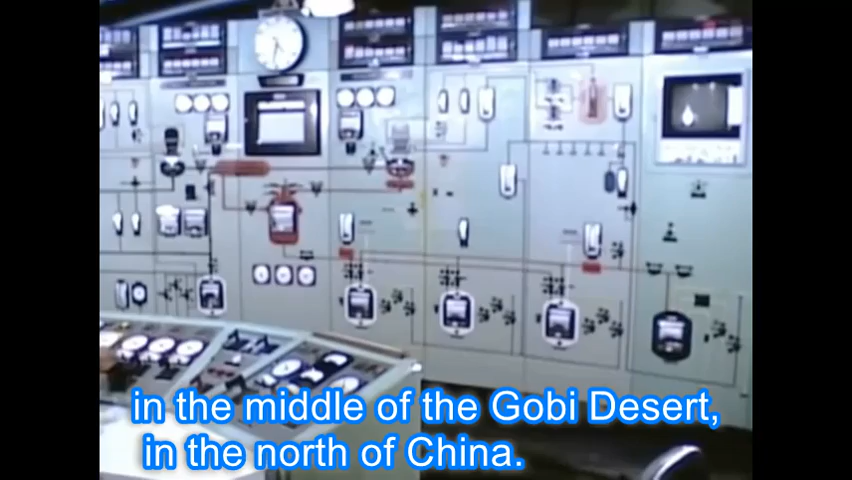 in the middle of the Gobi Desert,
in the north of China.